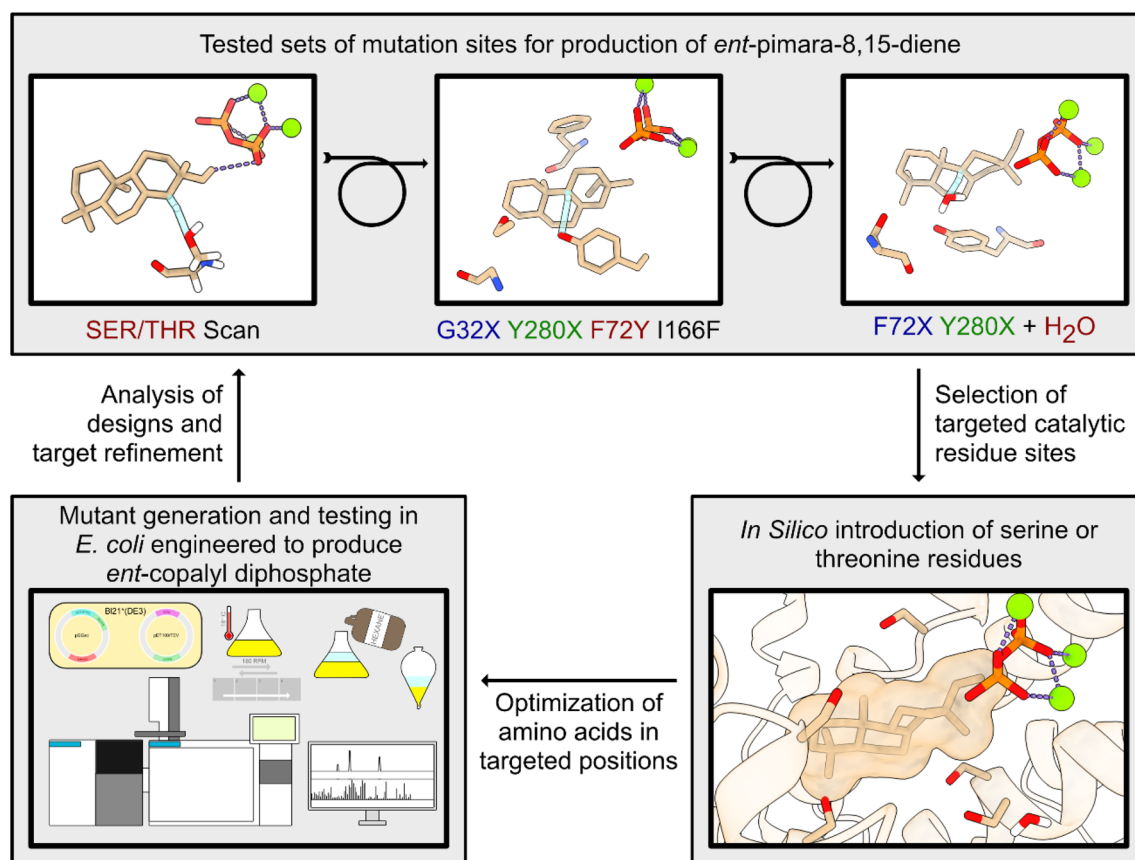 Tested sets of mutation sites for production of ent-pimara-8,15-diene
SER/THR Scan
G32X Y280X F72Y I166F
F72X Y280X + H2O
Analysis of
designs and
target refinement
Selection of
targeted catalytic
residue sites
Mutant generation and testing in
E. coli engineered to produce
ent-copalyl diphosphate
Bl21*(DE3)
HEXANE
180 RPM
In Silico introduction of serine or
threonine residues
Optimization of
amino acids in
targeted positions